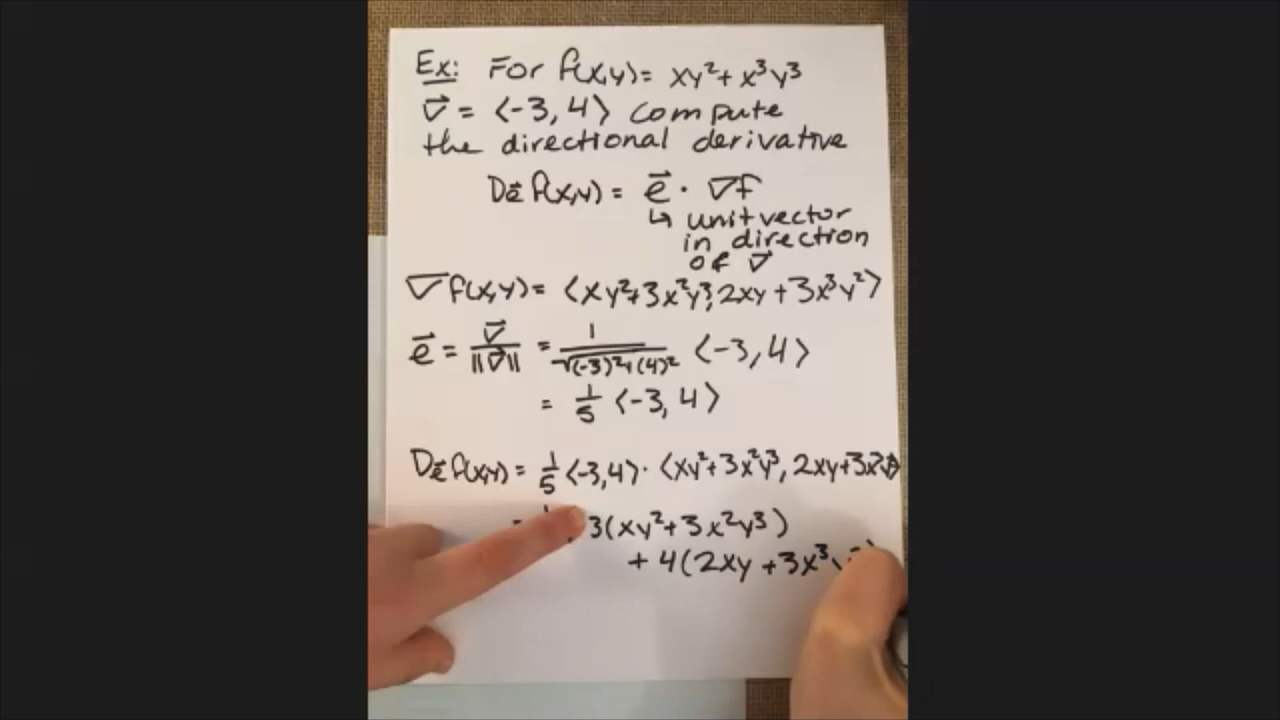 Ex: For f(x,y) = xy² + x³y³
v⃗ = ⟨-3, 4⟩ compute
the directional derivative
De⃗ f(x,y) = e⃗ · ∇f
↳ unit vector
in direction
of v⃗
∇f(x,y) = ⟨xy²+3x²y³, 2xy + 3x³y²⟩
e⃗ = v⃗/||v⃗|| = 1/√(-3)²+(4)² ⟨-3, 4⟩
= 1/5 ⟨-3, 4⟩
De⃗ f(x,y) = 1/5 ⟨-3,4⟩ · ⟨xy²+3x²y³, 2xy+3x³y²⟩
= 3(xy²+3x²y³)
+ 4(2xy +3x³